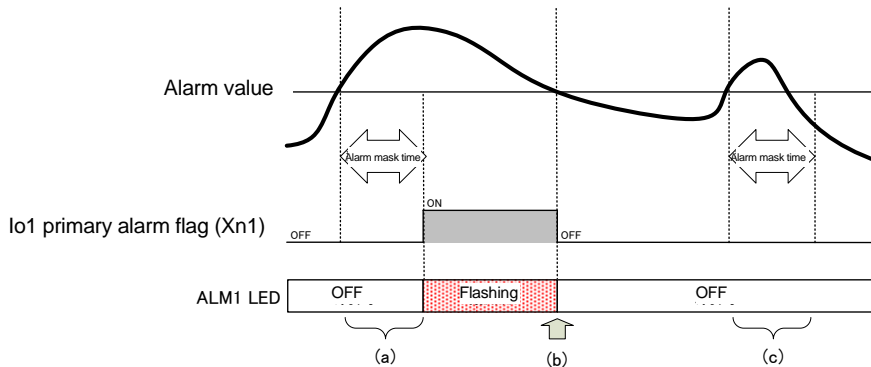 Alarm value
Alarm mask time
Alarm mask time
ON
Io1 primary alarm flag (Xn1)
OFF
OFF
ALM1 LED
OFF
Flashing
OFF
(a)
(b)
(c)